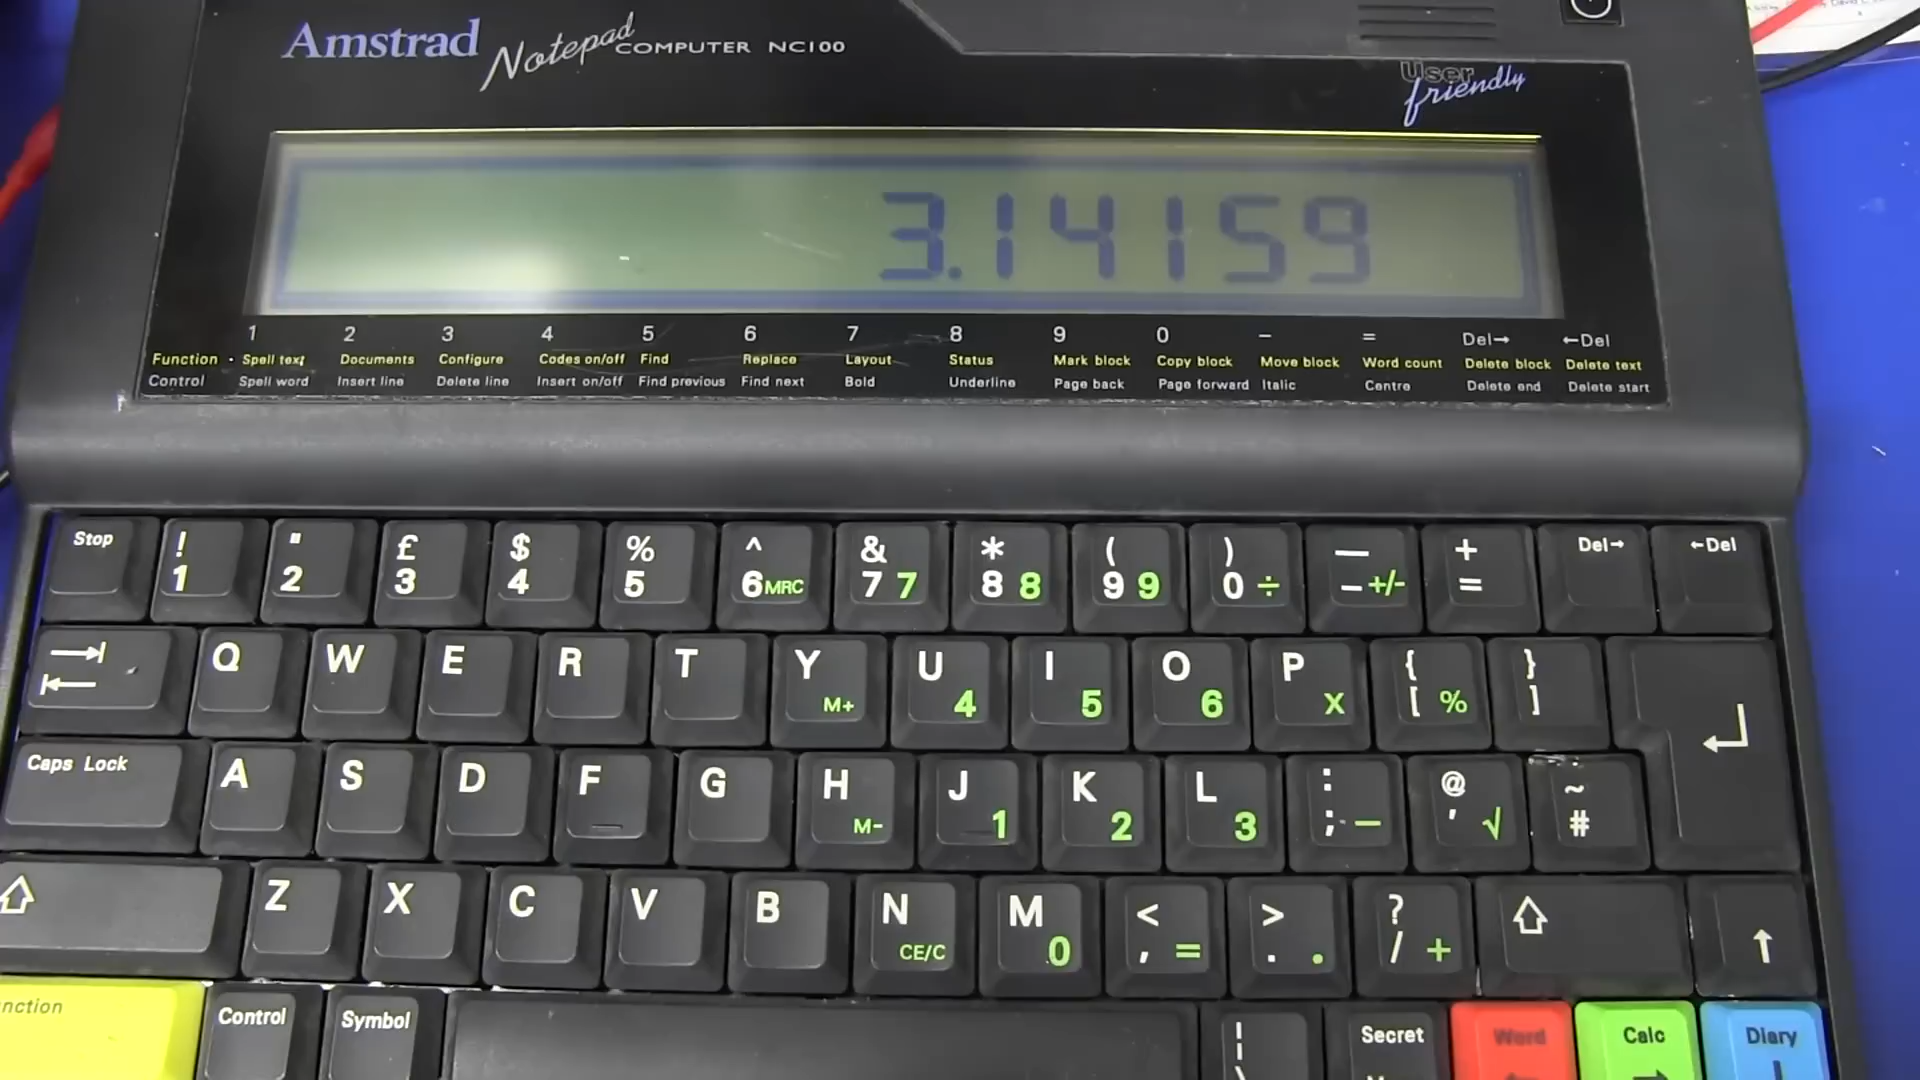 Amstrad Notepad COMPUTER NC100
User friendly
3.14159
1 2 3 4 5 6 7 8 9 0 − = Del→ ←Del
Function · Spell text Documents Configure Codes on/off Find Replace Layout Status Mark block Copy block Move block Word count Delete block Delete text
Control Spell word Insert line Delete line Insert on/off Find previous Find next Bold Underline Page back Page forward Italic Centre Delete end Delete start
Stop ! 1 " 2 £ 3 $ 4 % 5 ^ 6 MRC & 7 7 * 8 8 ( 9 9 ) 0 ÷ — - +/- + = Del→ ←Del
Q W E R T Y M+ U 4 I 5 O 6 P X { [ % } ]
Caps Lock A S D F G H M- J 1 K 2 L 3 : ; − @ ' √ ~ #
Z X C V B N CE/C M 0 < , = > . . ? / + ↑
nction Control Symbol Secret Word Calc Diary